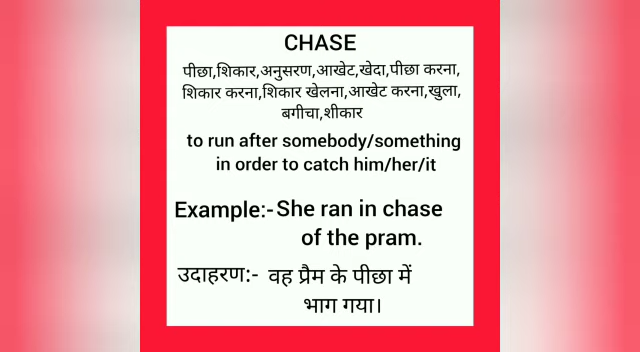 CHASE
पीछा,शिकार,अनुसरण,आखेट,खेदा,पीछा करना,
शिकार करना,शिकार खेलना,आखेट करना,खुला,
बगीचा,शीकार
to run after somebody/something
in order to catch him/her/it
Example:- She ran in chase
of the pram.
उदाहरण:- वह प्रैम के पीछा में
भाग गया।